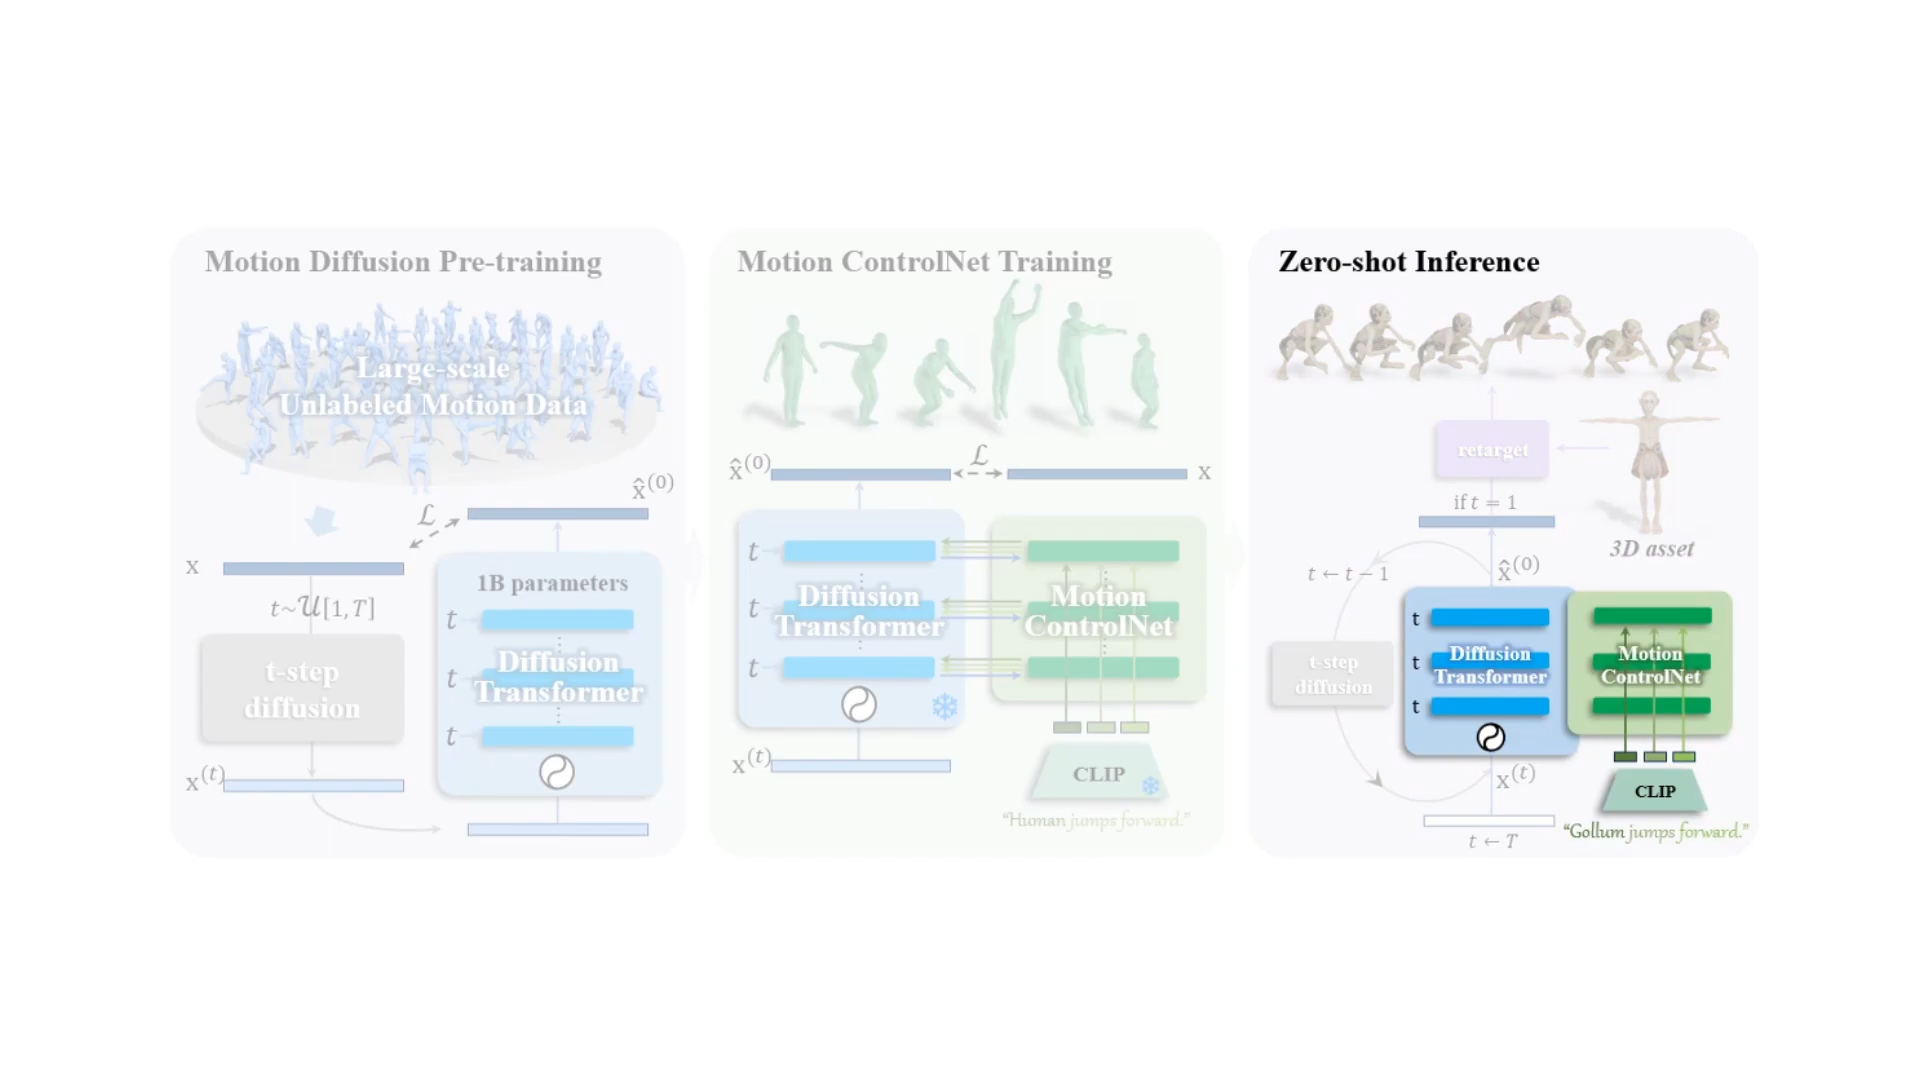 Motion Diffusion Pre-training
Large-scale
Unlabeled Motion Data
x̂⁽⁰⁾
ℒ
x
t~𝒰[1, T]
t-step
diffusion
x⁽ᵗ⁾
1B parameters
t
t
t
Diffusion
Transformer
Motion ControlNet Training
x̂⁽⁰⁾
ℒ
x
t
t
t
Diffusion
Transformer
Motion
ControlNet
x⁽ᵗ⁾
CLIP
“Human jumps forward.”
Zero-shot Inference
retarget
if t = 1
3D asset
t ← t − 1
x̂⁽⁰⁾
t-step
diffusion
t
t
t
Diffusion
Transformer
Motion
ControlNet
x⁽ᵗ⁾
CLIP
t ← T
“Gollum jumps forward.”